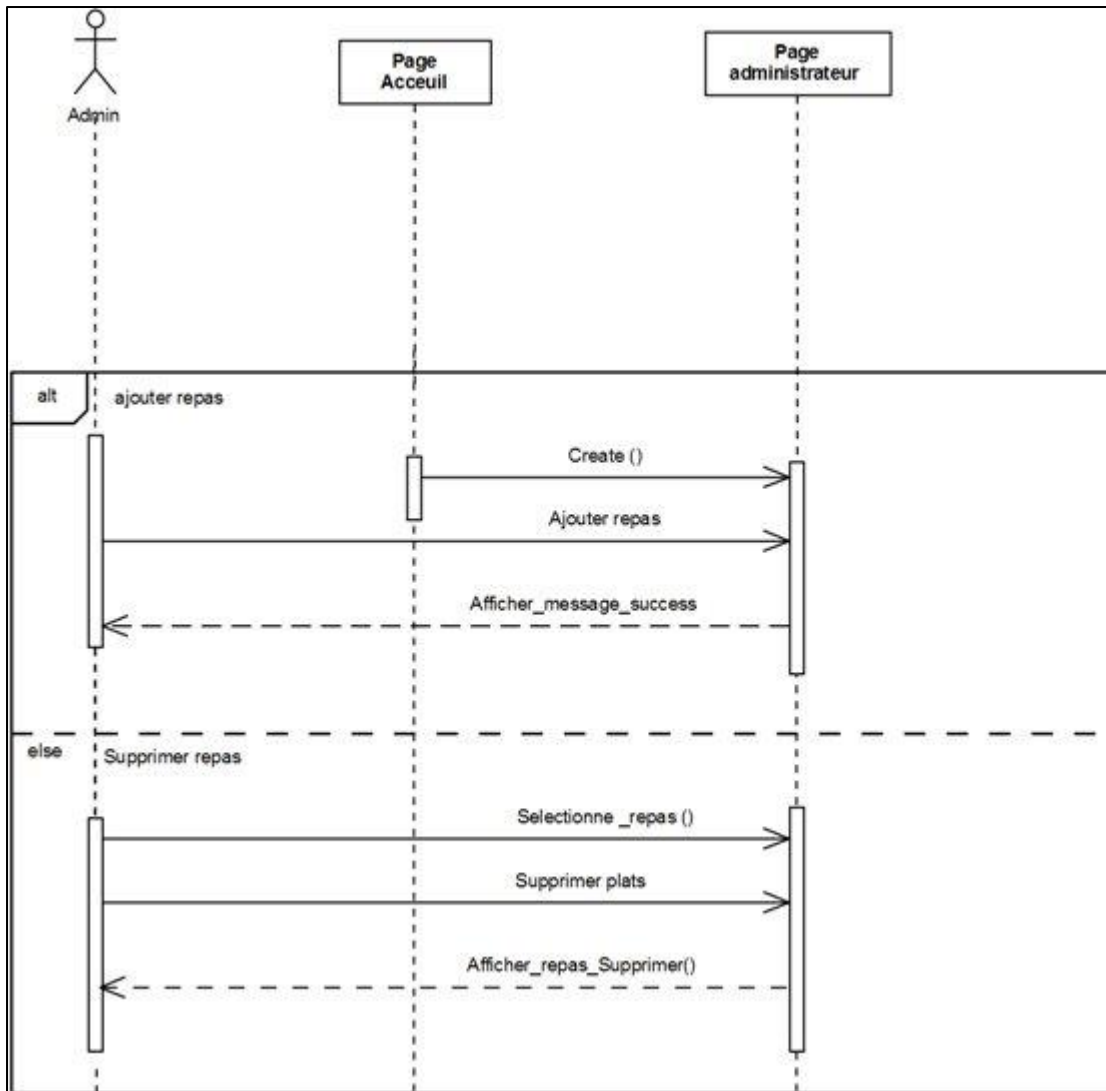 Admin
Page
Acceuil
Page
administrateur
alt
ajouter repas
Create ()
Ajouter repas
Afficher_message_success
else
Supprimer repas
Selectionne _repas ()
Supprimer plats
Afficher_repas_Supprimer()